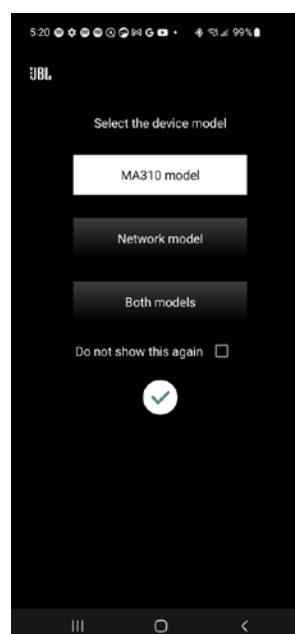 5:20 99%
JBL
Select the device model
MA310 model
Network model
Both models
Do not show this again